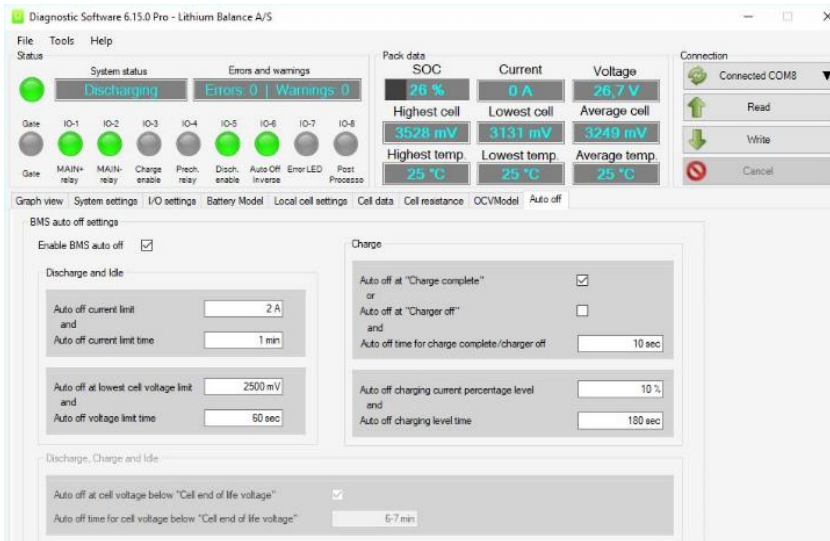 Diagnostic Software 6.15.0 Pro - Lithium Balance A/S
File Tools Help
Status
System status Errors and warnings
Discharging Errors: 0 | Warnings: 0
Gate IO-1 IO-2 IO-3 IO-4 IO-5 IO-6 IO-7 IO-8
Gate MAIN+ relay MAIN- relay Charge enable Prech. relay Disch. enable Auto Off Inverse Error LED Post Processo
Pack data
SOC Current Voltage
26 % 0 A 26,7 V
Highest cell Lowest cell Average cell
3528 mV 3131 mV 3249 mV
Highest temp. Lowest temp. Average temp.
25 °C 25 °C 25 °C
Connection
Connected COM8
Read
Write
Cancel
Graph view System settings I/O settings Battery Model Local cell settings Cell data Cell resistance OCVModel Auto off
BMS auto off settings
Enable BMS auto off
Discharge and Idle
Auto off current limit 2 A
and
Auto off current limit time 1 min
Auto off at lowest cell voltage limit 2500 mV
and
Auto off voltage limit time 60 sec
Charge
Auto off at "Charge complete"
or
Auto off at "Charger off"
and
Auto off time for charge complete/charger off 10 sec
Auto off charging current percentage level 10 %
and
Auto off charging level time 180 sec
Discharge, Charge and Idle
Auto off at cell voltage below "Cell end of life voltage"
Auto off time for cell voltage below "Cell end of life voltage" 6-7 min